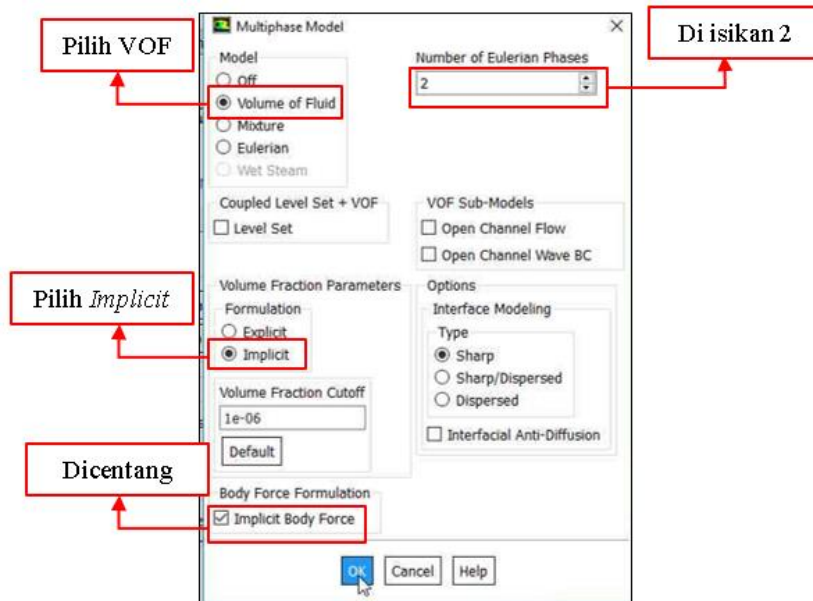 Pilih VOF
Di isikan 2
Multiphase Model
Model
Off
Volume of Fluid
Mixture
Eulerian
Wet Steam
Number of Eulerian Phases
2
Coupled Level Set + VOF
Level Set
VOF Sub-Models
Open Channel Flow
Open Channel Wave BC
Pilih Implicit
Volume Fraction Parameters
Formulation
Explicit
Implicit
Volume Fraction Cutoff
1e-06
Default
Options
Interface Modeling
Type
Sharp
Sharp/Dispersed
Dispersed
Interfacial Anti-Diffusion
Dicentang
Body Force Formulation
Implicit Body Force
OK
Cancel
Help